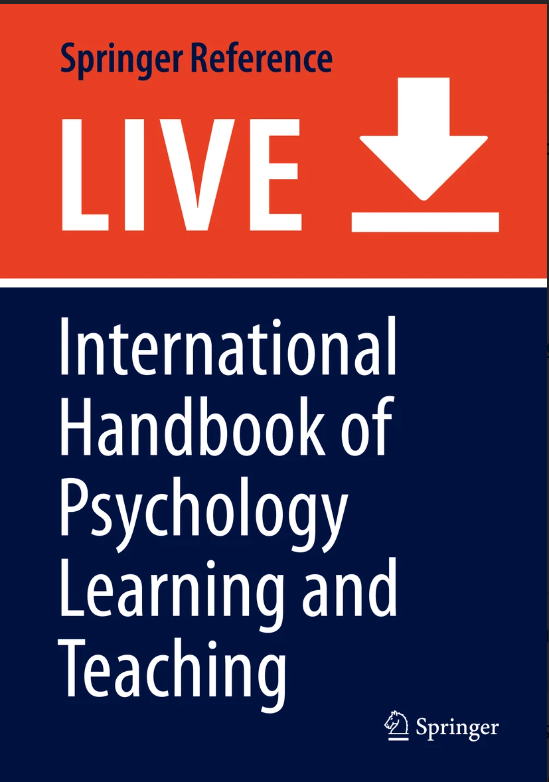 Springer Reference
LIVE
International
Handbook of
Psychology
Learning and
Teaching
Springer